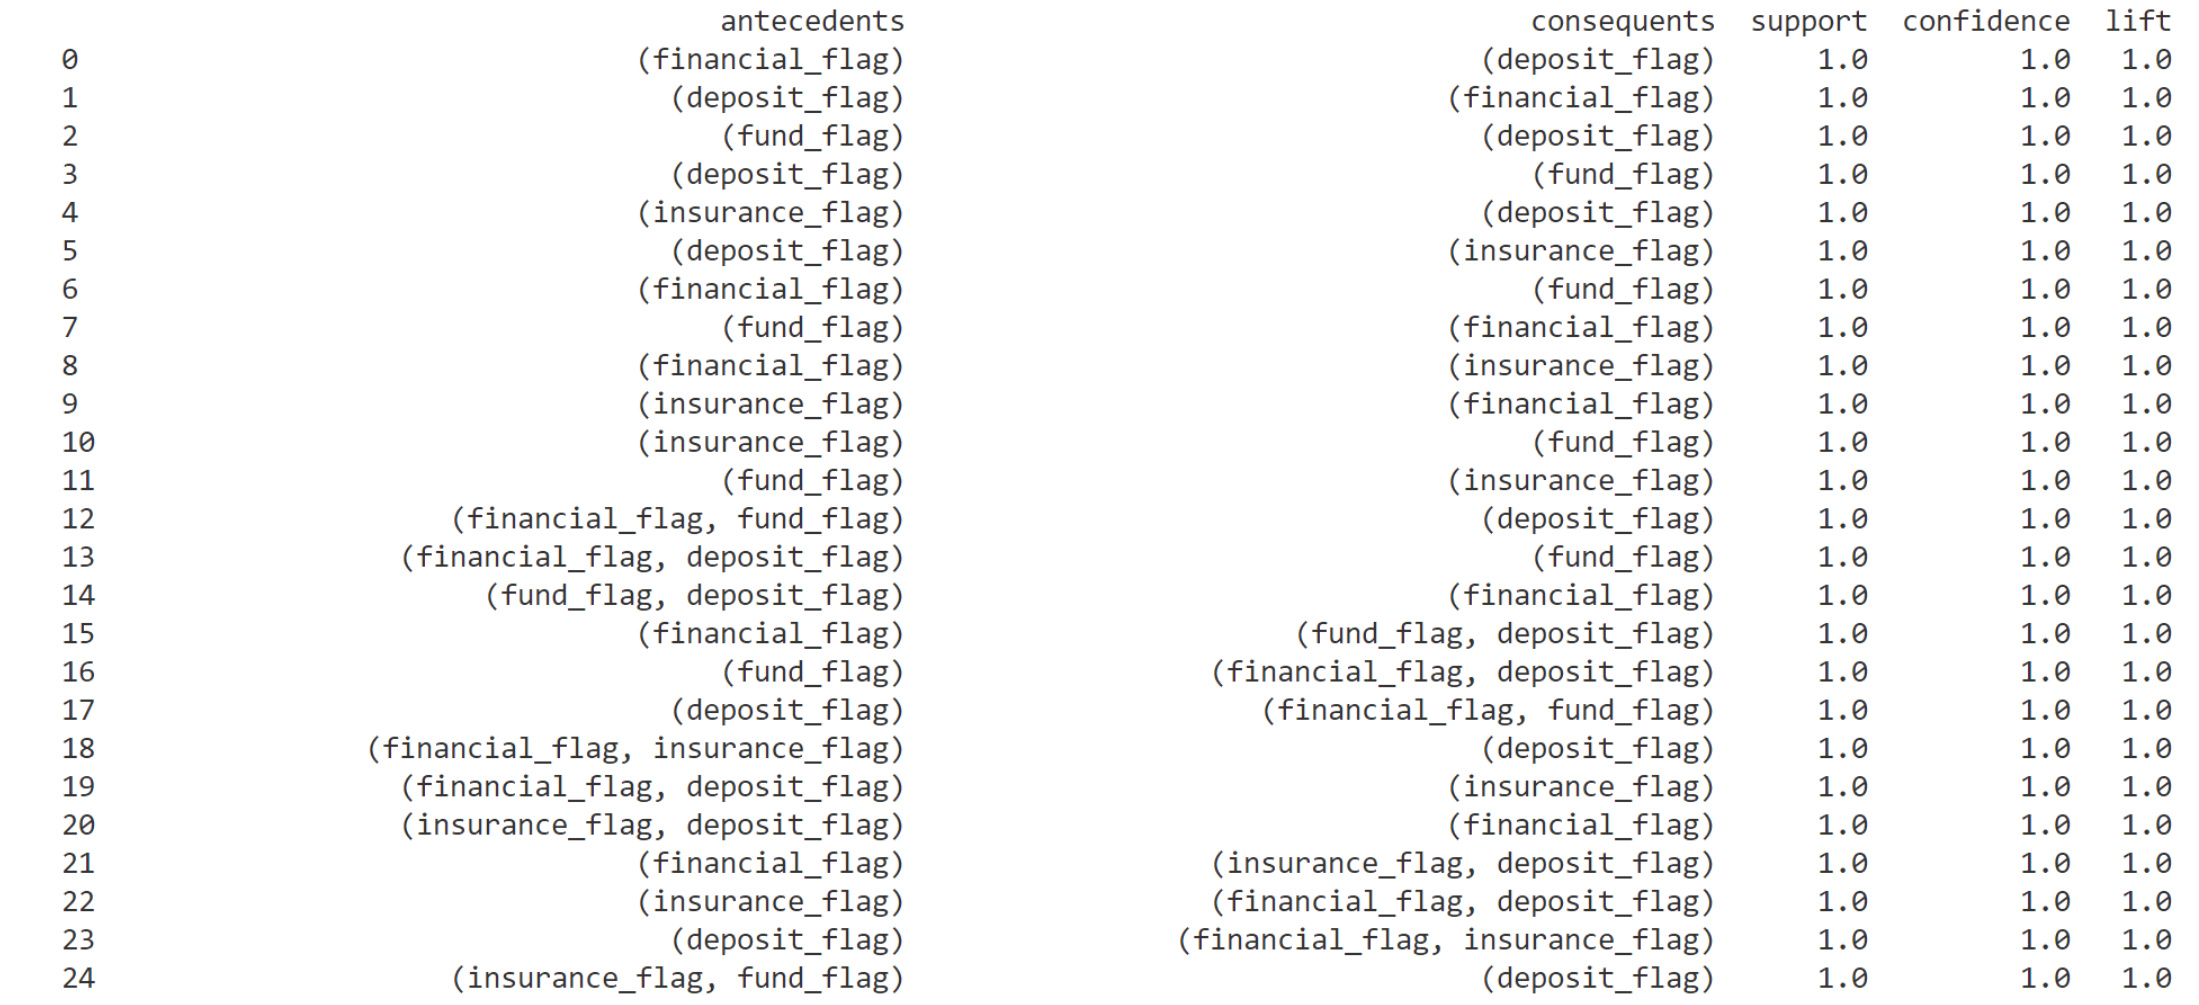 antecedents consequents support confidence lift
0 (financial_flag) (deposit_flag) 1.0 1.0 1.0
1 (deposit_flag) (financial_flag) 1.0 1.0 1.0
2 (fund_flag) (deposit_flag) 1.0 1.0 1.0
3 (deposit_flag) (fund_flag) 1.0 1.0 1.0
4 (insurance_flag) (deposit_flag) 1.0 1.0 1.0
5 (deposit_flag) (insurance_flag) 1.0 1.0 1.0
6 (financial_flag) (fund_flag) 1.0 1.0 1.0
7 (fund_flag) (financial_flag) 1.0 1.0 1.0
8 (financial_flag) (insurance_flag) 1.0 1.0 1.0
9 (insurance_flag) (financial_flag) 1.0 1.0 1.0
10 (insurance_flag) (fund_flag) 1.0 1.0 1.0
11 (fund_flag) (insurance_flag) 1.0 1.0 1.0
12 (financial_flag, fund_flag) (deposit_flag) 1.0 1.0 1.0
13 (financial_flag, deposit_flag) (fund_flag) 1.0 1.0 1.0
14 (fund_flag, deposit_flag) (financial_flag) 1.0 1.0 1.0
15 (financial_flag) (fund_flag, deposit_flag) 1.0 1.0 1.0
16 (fund_flag) (financial_flag, deposit_flag) 1.0 1.0 1.0
17 (deposit_flag) (financial_flag, fund_flag) 1.0 1.0 1.0
18 (financial_flag, insurance_flag) (deposit_flag) 1.0 1.0 1.0
19 (financial_flag, deposit_flag) (insurance_flag) 1.0 1.0 1.0
20 (insurance_flag, deposit_flag) (financial_flag) 1.0 1.0 1.0
21 (financial_flag) (insurance_flag, deposit_flag) 1.0 1.0 1.0
22 (insurance_flag) (financial_flag, deposit_flag) 1.0 1.0 1.0
23 (deposit_flag) (financial_flag, insurance_flag) 1.0 1.0 1.0
24 (insurance_flag, fund_flag) (deposit_flag) 1.0 1.0 1.0